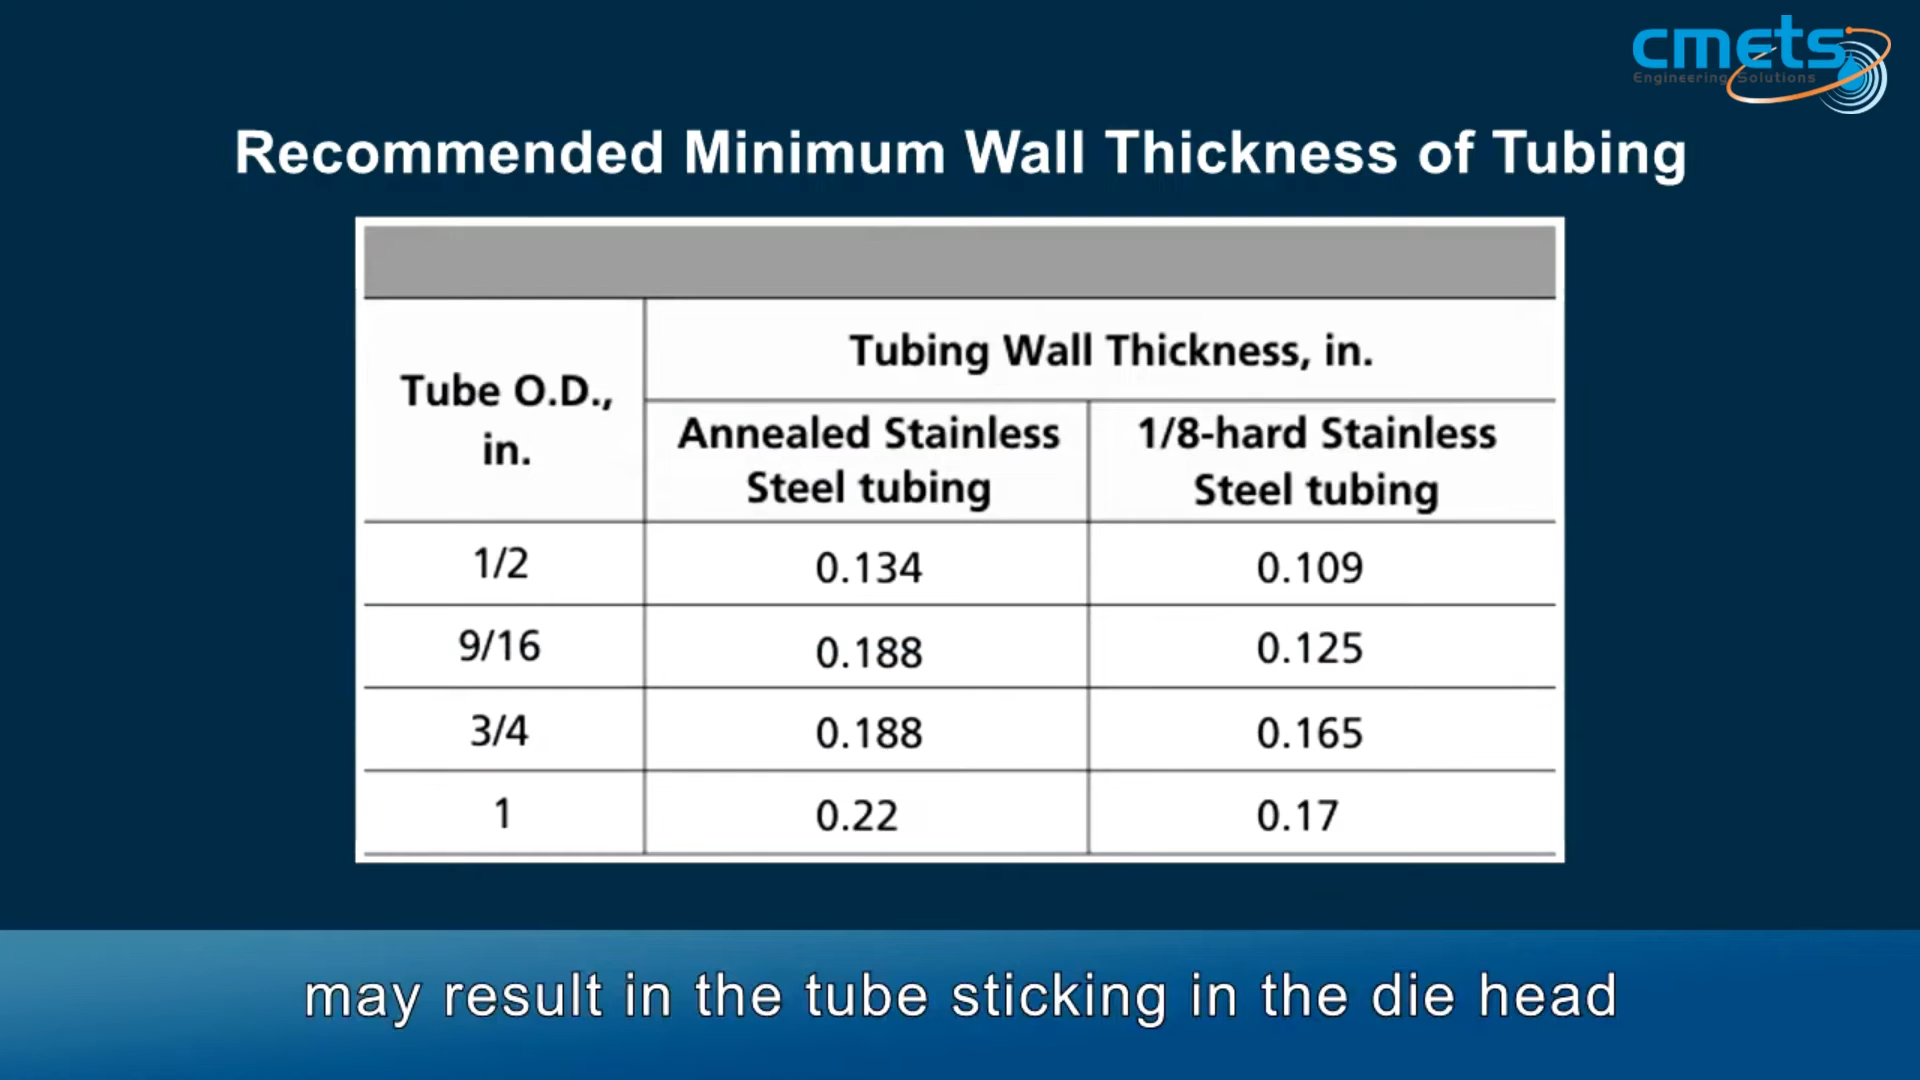 cmets
Engineering Solutions
Recommended Minimum Wall Thickness of Tubing
Tube O.D.,
in.
Tubing Wall Thickness, in.
Annealed Stainless
Steel tubing
1/8-hard Stainless
Steel tubing
1/2 0.134 0.109
9/16 0.188 0.125
3/4 0.188 0.165
1 0.22 0.17
may result in the tube sticking in the die head